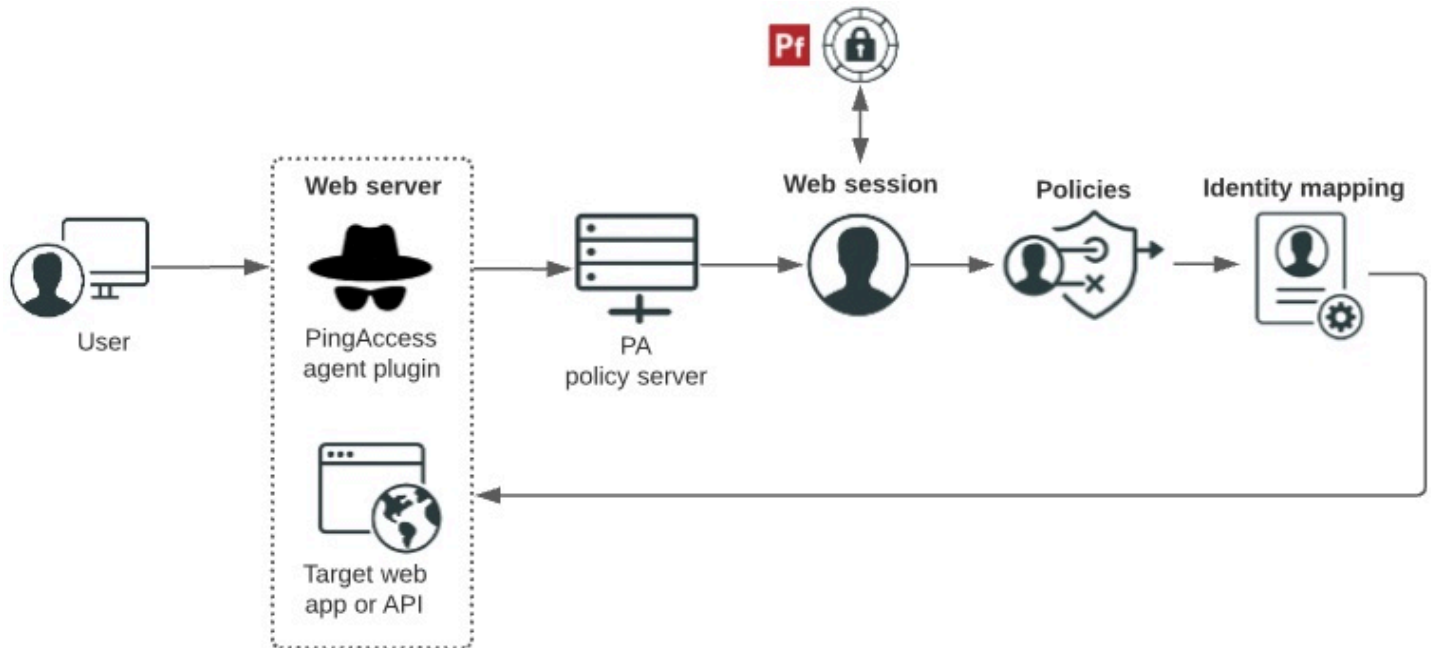 Pf
Web session
Policies
Identity mapping
Web server
User
PingAccess
agent plugin
PA
policy server
Target web
app or API